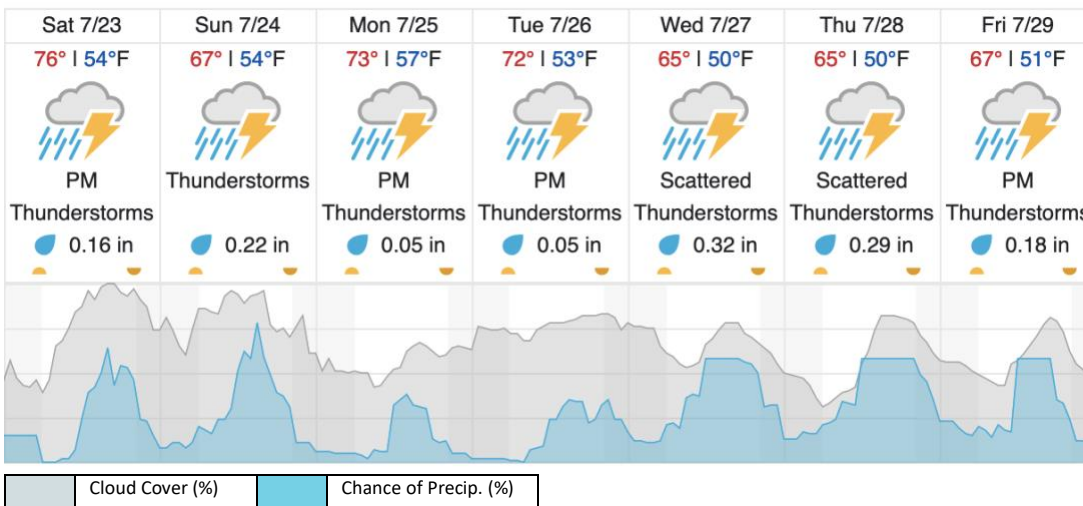 Sat 7/23 Sun 7/24 Mon 7/25 Tue 7/26 Wed 7/27 Thu 7/28 Fri 7/29
76° | 54°F 67° | 54°F 73° | 57°F 72° | 53°F 65° | 50°F 65° | 50°F 67° | 51°F
PM Thunderstorms PM PM Scattered Scattered PM
Thunderstorms Thunderstorms Thunderstorms Thunderstorms Thunderstorms Thunderstorms
0.16 in 0.22 in 0.05 in 0.05 in 0.32 in 0.29 in 0.18 in
Cloud Cover (%) Chance of Precip. (%)